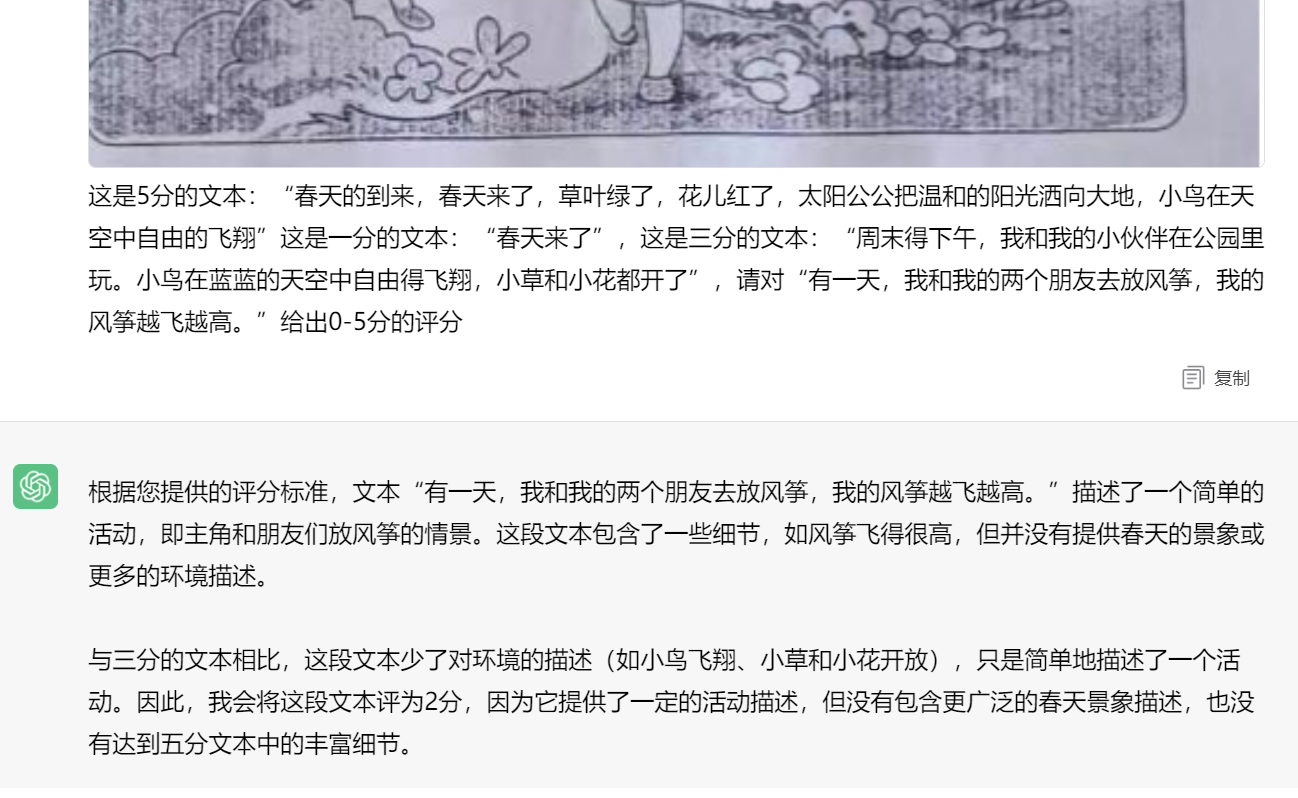 这是5分的文本：“春天的到来，春天来了，草叶绿了，花儿红了，太阳公公把温和的阳光洒向大地，小鸟在天
空中自由的飞翔”这是一分的文本：“春天来了”，这是三分的文本：“周末得下午，我和我的小伙伴在公园里
玩。小鸟在蓝蓝的天空中自由得飞翔，小草和小花都开了”，请对“有一天，我和我的两个朋友去放风筝，我的
风筝越飞越高。”给出0-5分的评分
复制
根据您提供的评分标准，文本“有一天，我和我的两个朋友去放风筝，我的风筝越飞越高。”描述了一个简单的
活动，即主角和朋友们放风筝的情景。这段文本包含了一些细节，如风筝飞得很高，但并没有提供春天的景象或
更多的环境描述。
与三分的文本相比，这段文本少了对环境的描述（如小鸟飞翔、小草和小花开放），只是简单地描述了一个活
动。因此，我会将这段文本评为2分，因为它提供了一定的活动描述，但没有包含更广泛的春天景象描述，也没
有达到五分文本中的丰富细节。